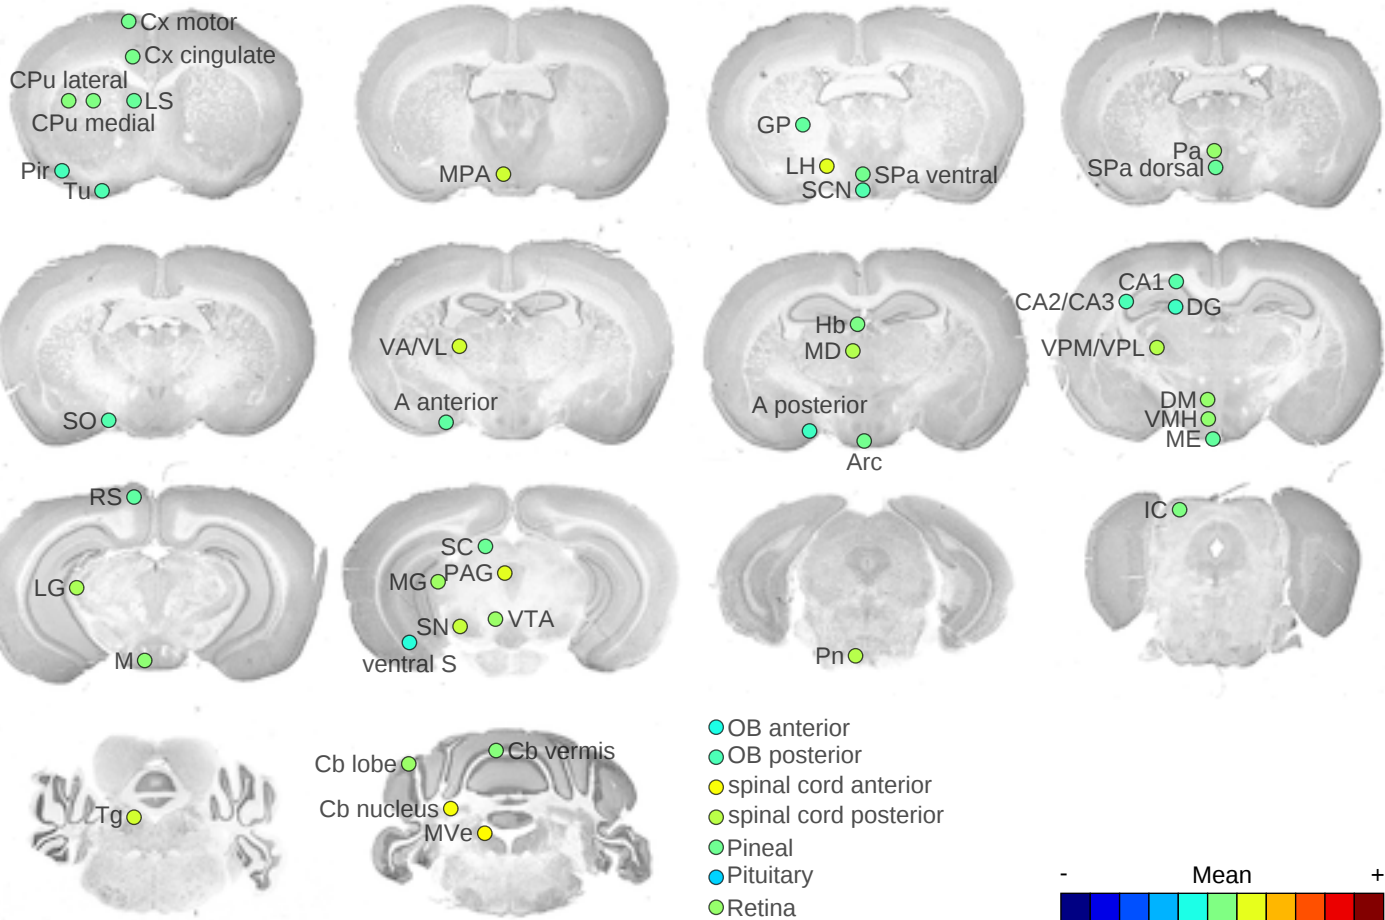 Cx motor
Cx cingulate
CPu lateral
LS
CPu medial
Pir
Tu
MPA
GP
LH
SPa ventral
SCN
Pa
SPa dorsal
SO
VA/VL
A anterior
Hb
MD
A posterior
Arc
CA1
CA2/CA3
DG
VPM/VPL
DM
VMH
ME
RS
LG
M
SC
MG
PAG
SN
VTA
ventral S
Pn
IC
Tg
Cb lobe
Cb vermis
Cb nucleus
MVe
OB anterior
OB posterior
spinal cord anterior
spinal cord posterior
Pineal
Pituitary
Retina
- Mean +